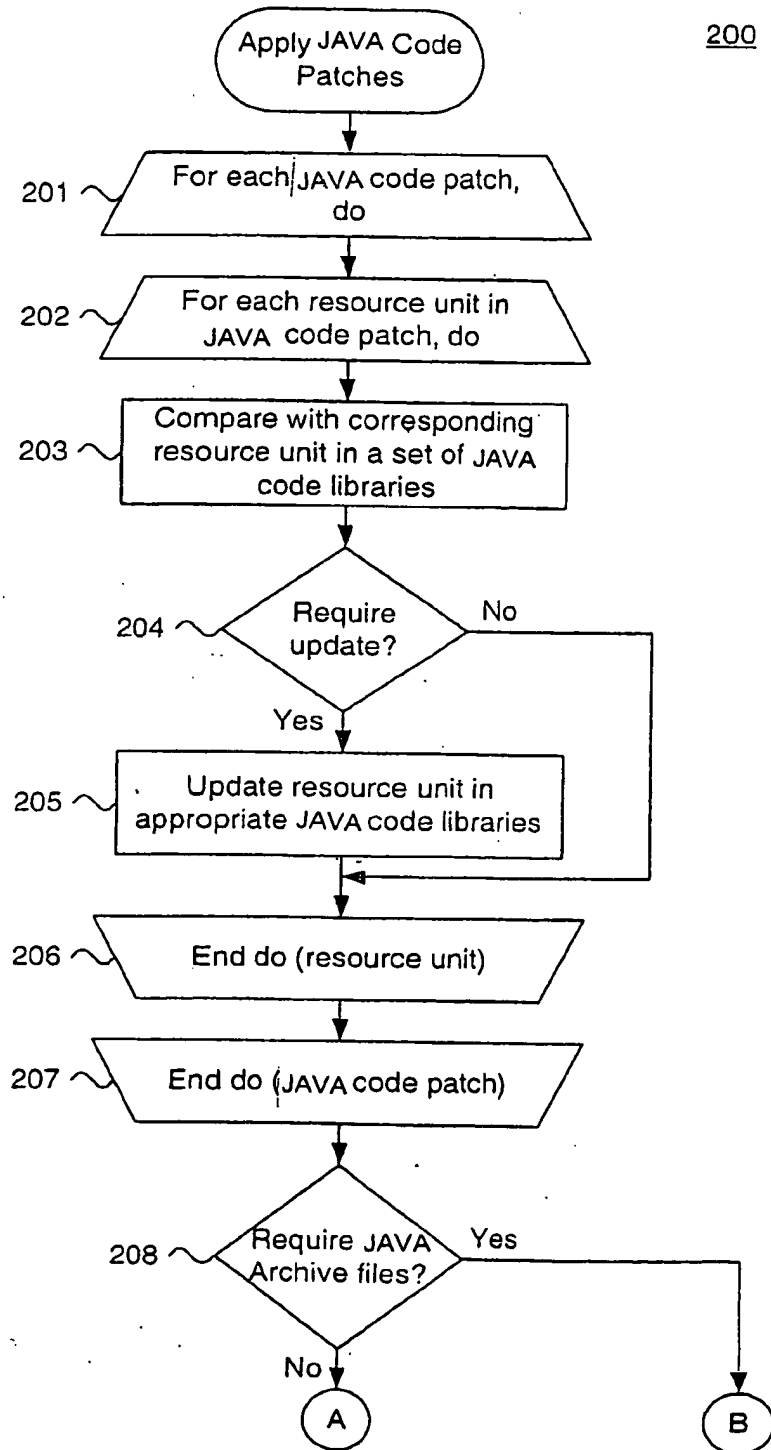 200
Apply JAVA Code
Patches
201
For each JAVA code patch,
do
202
For each resource unit in
JAVA code patch, do
203
Compare with corresponding
resource unit in a set of JAVA
code libraries
204
Require
update?
No
Yes
205
Update resource unit in
appropriate JAVA code libraries
206
End do (resource unit)
207
End do (JAVA code patch)
208
Require JAVA
Archive files?
Yes
No
A
B